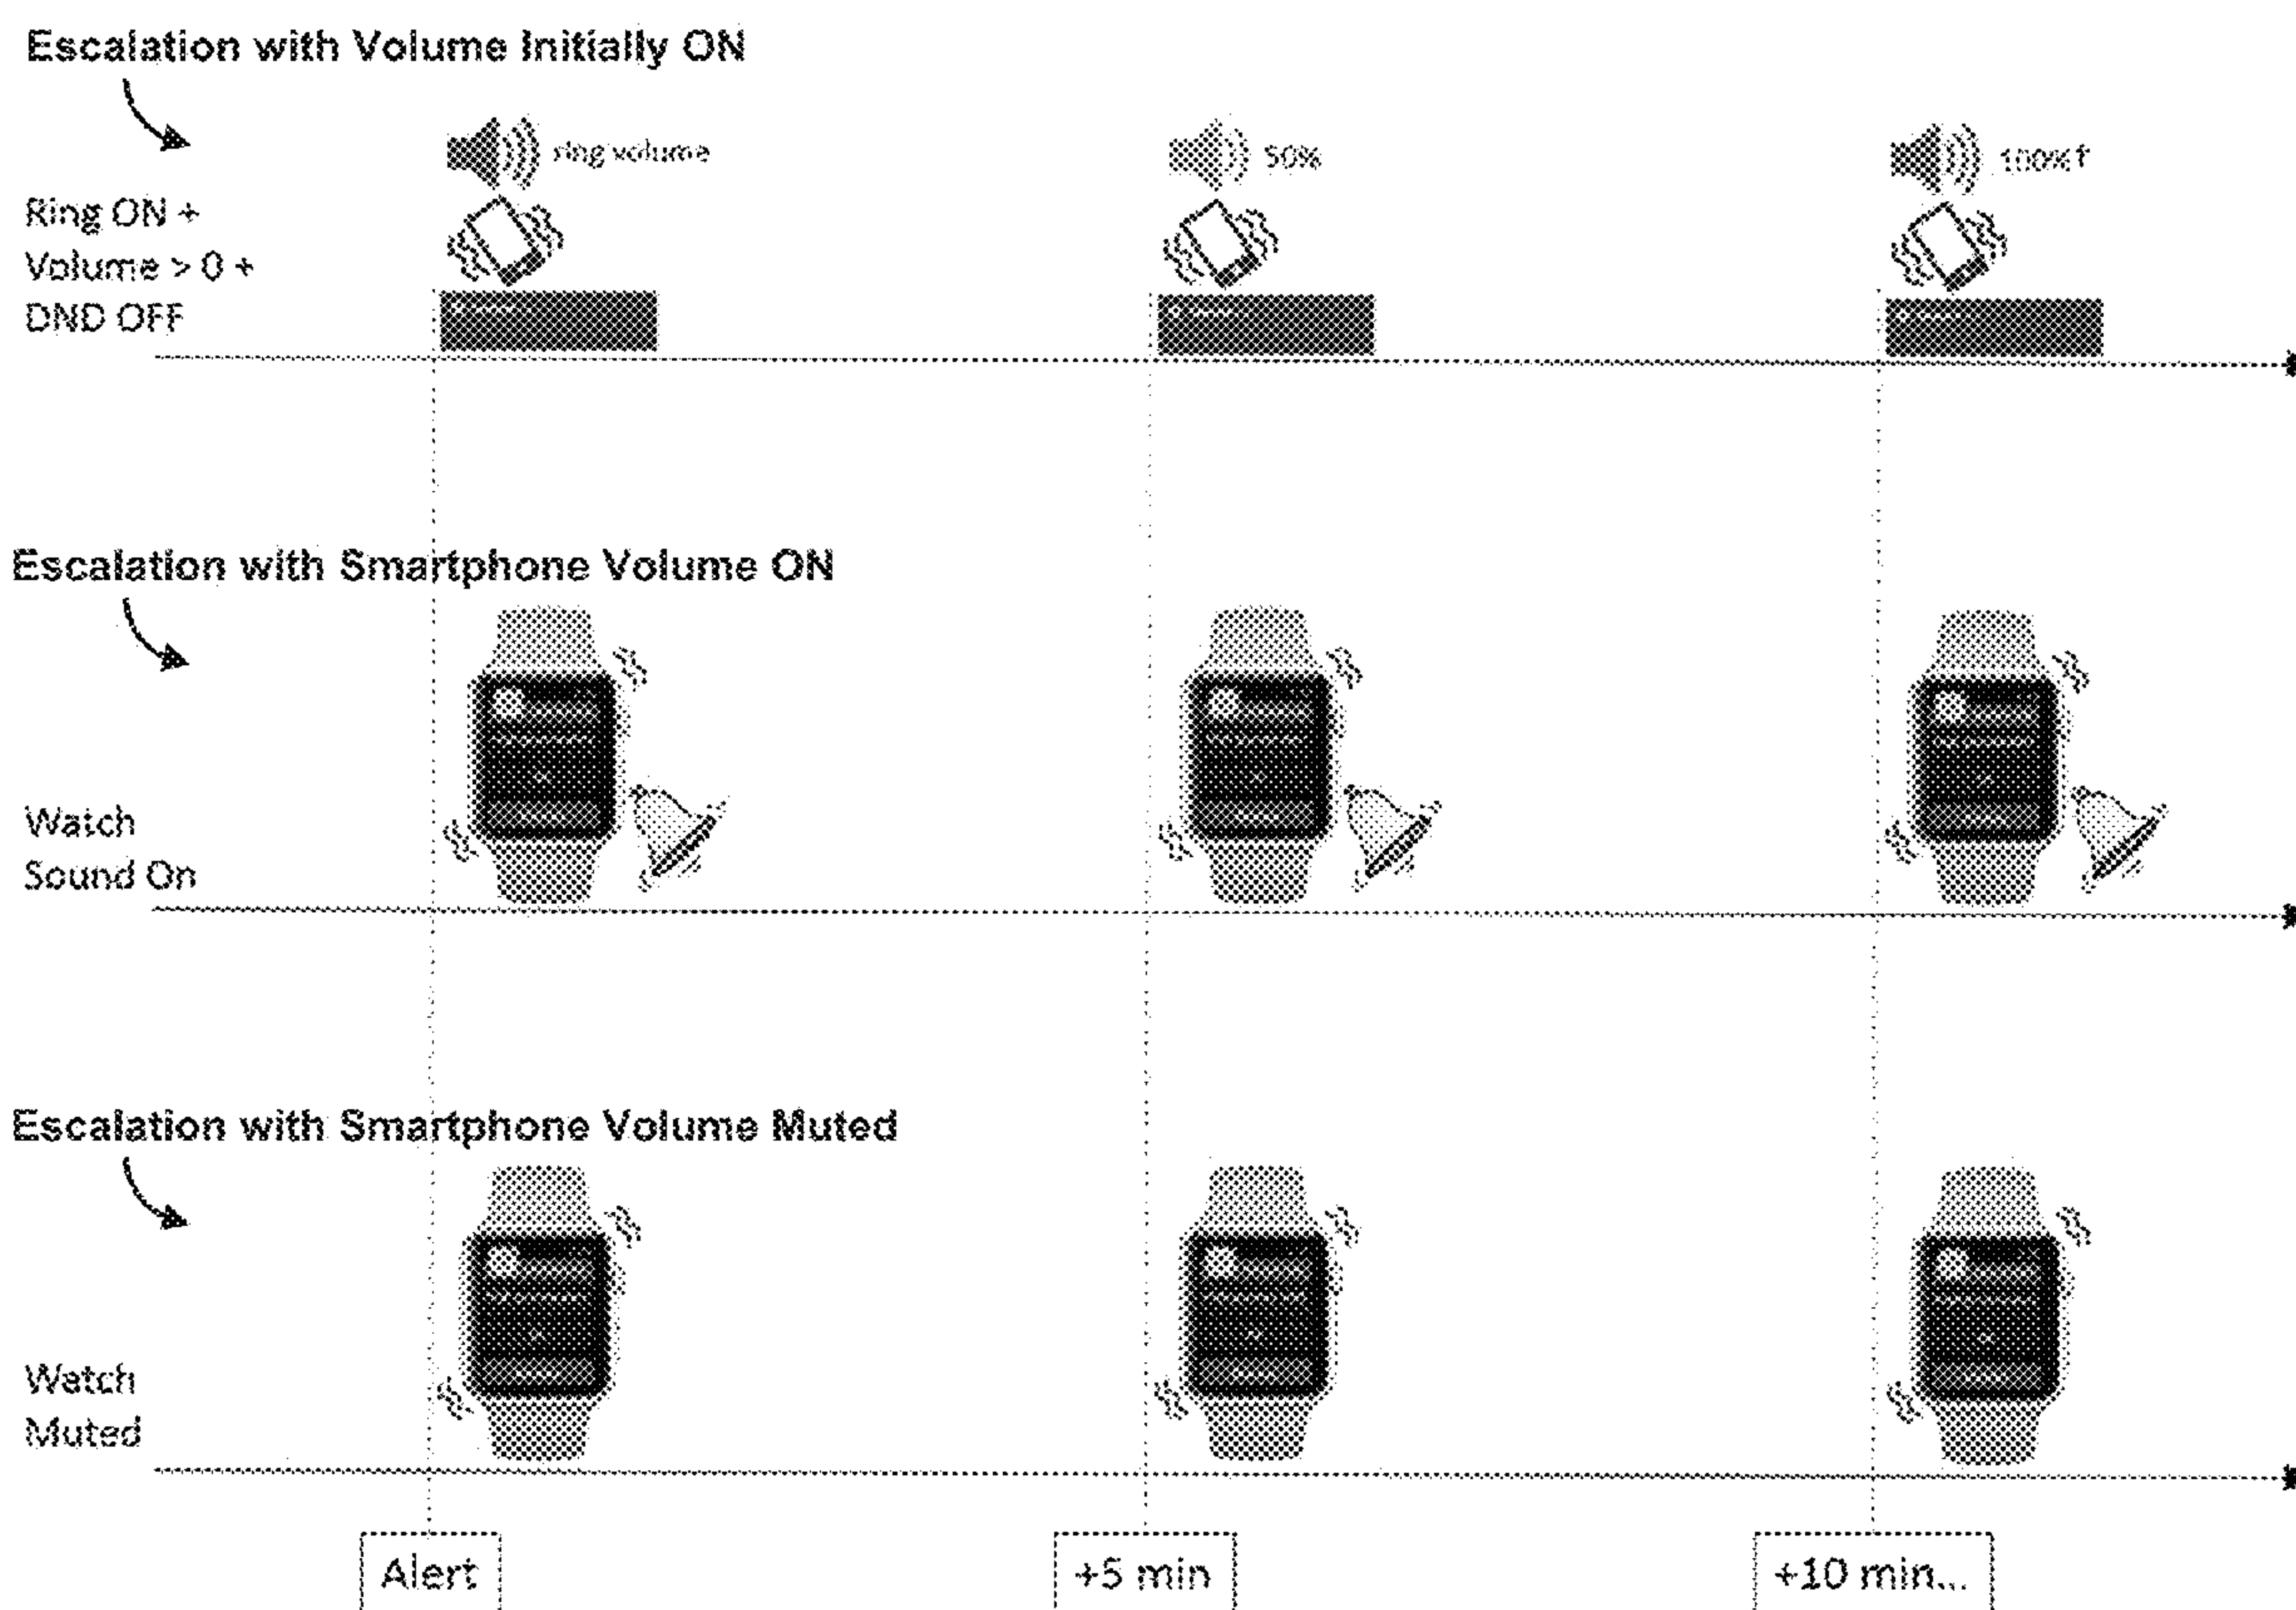 Escalation with Volume Initially ON
ring volume
50%
100%
Ring ON +
Volume > 0 +
DND OFF
Escalation with Smartphone Volume ON
Watch
Sound On
Escalation with Smartphone Volume Muted
Watch
Muted
Alert
+5 min
+10 min...